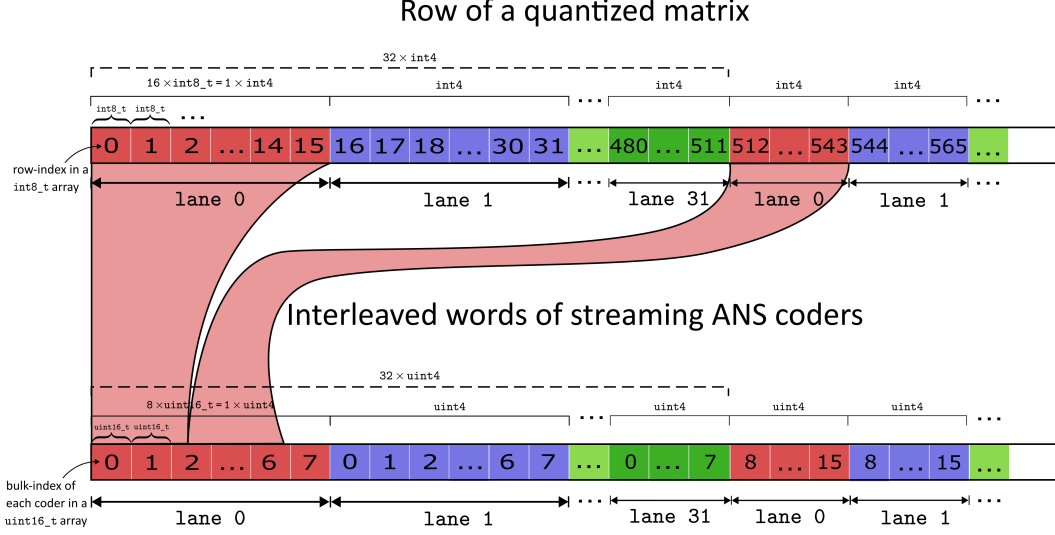 Row of a quantized matrix
32 × int4
16 × int8_t = 1 × int4 int4 ... int4 int4 int4 ...
int8_t int8_t ...
0 1 2 ... 14 15 16 17 18 ... 30 31 ... 480 ... 511 512 ... 543 544 ... 565 ...
row-index in a
int8_t array
lane 0 lane 1 ... lane 31 lane 0 lane 1 ...
Interleaved words of streaming ANS coders
32 × uint4
8 × uint16_t = 1 × uint4 uint4 ... uint4 uint4 uint4 ...
uint16_t uint16_t
0 1 2 ... 6 7 0 1 2 ... 6 7 ... 0 ... 7 8 ... 15 8 ... 15 ...
bulk-index of
each coder in a
uint16_t array
lane 0 lane 1 ... lane 31 lane 0 lane 1 ...